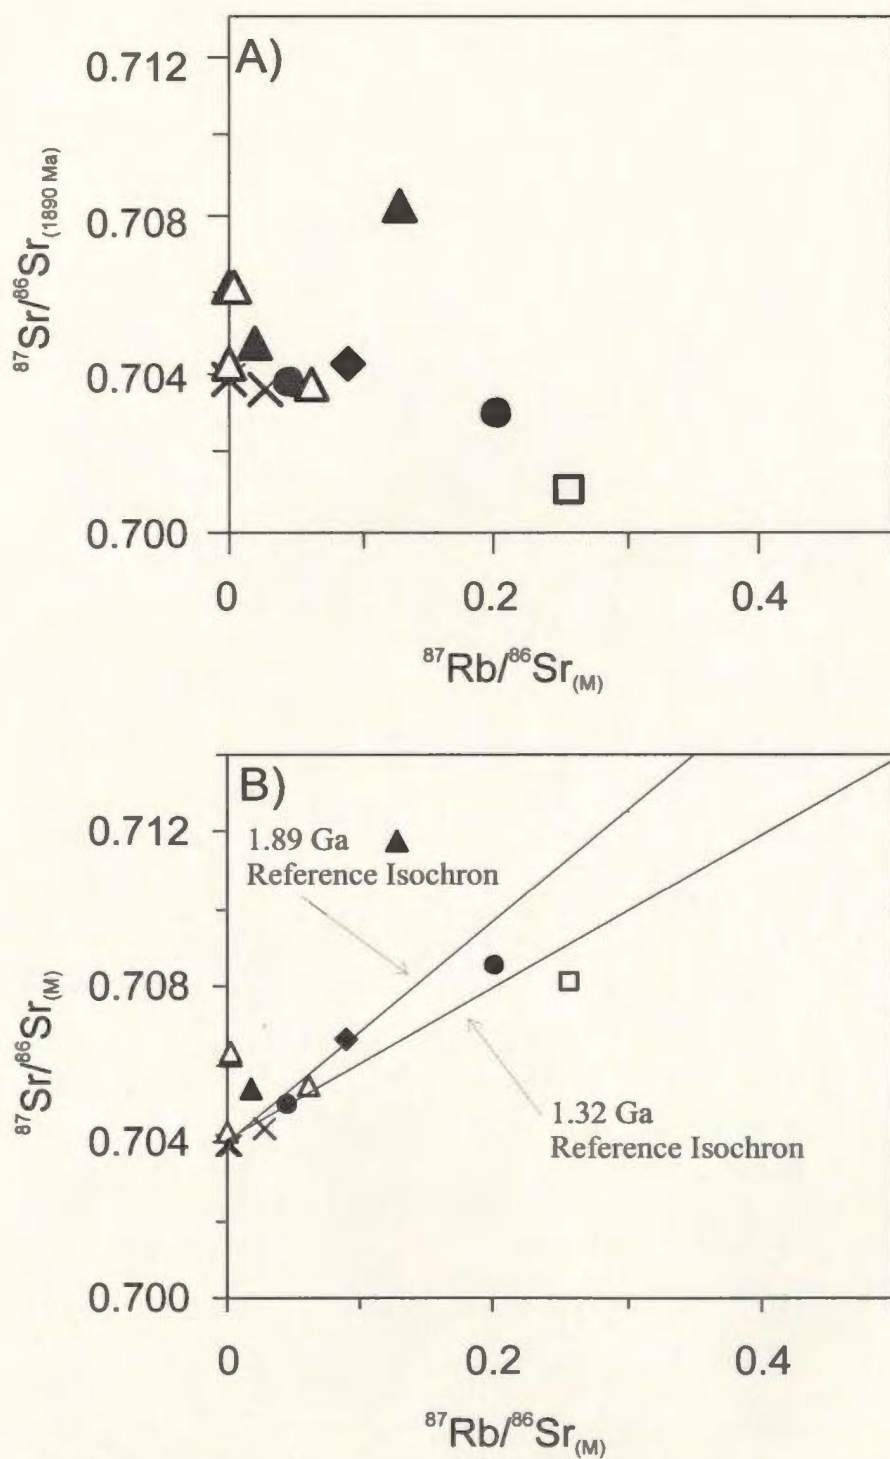 A)
0.712
0.708
0.704
0.700
⁸⁷Sr/⁸⁶Sr(1890 Ma)
0 0.2 0.4
⁸⁷Rb/⁸⁶Sr(M)
B)
0.712
0.708
0.704
0.700
⁸⁷Sr/⁸⁶Sr(M)
1.89 Ga
Reference Isochron
1.32 Ga
Reference Isochron
0 0.2 0.4
⁸⁷Rb/⁸⁶Sr(M)